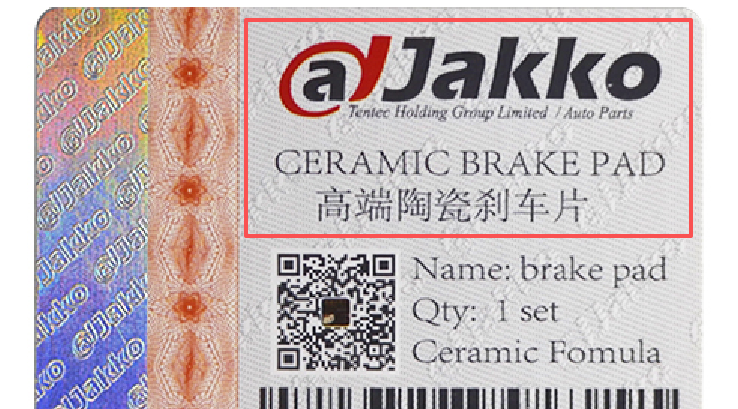 aJ Jakko
Tentec Holding Group Limited / Auto Parts
CERAMIC BRAKE PAD
高端陶瓷刹车片
Name: brake pad
Qty: 1 set
Ceramic Fomula